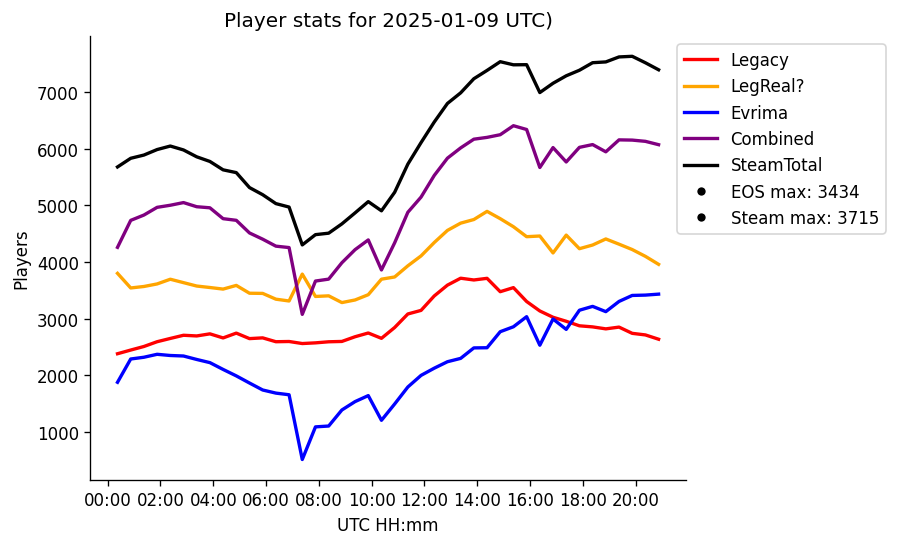 Player stats for 2025-01-09 UTC)
Legacy
LegReal?
Evrima
Combined
SteamTotal
EOS max: 3434
Steam max: 3715
Players
7000
6000
5000
4000
3000
2000
1000
00:00 02:00 04:00 06:00 08:00 10:00 12:00 14:00 16:00 18:00 20:00
UTC HH:mm